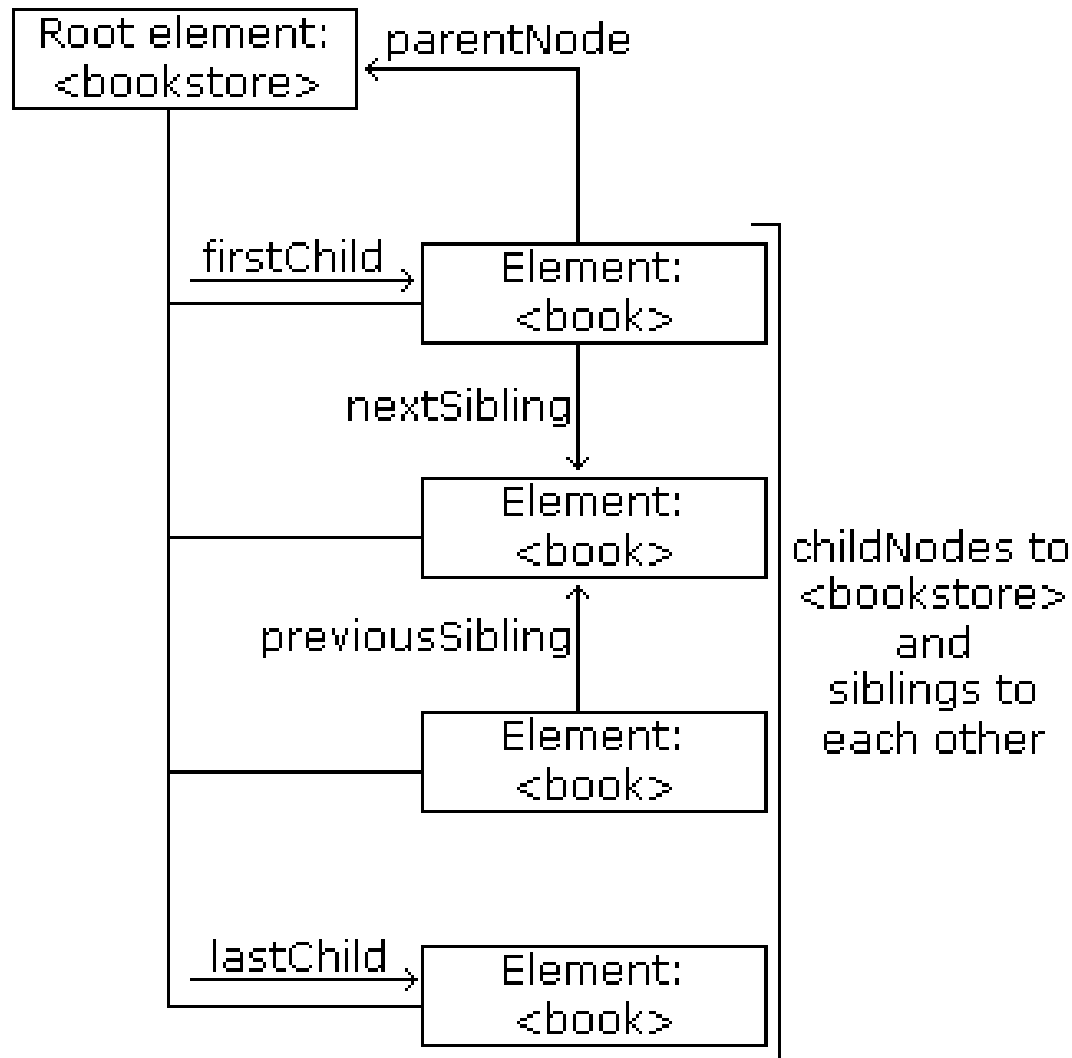 Root element:
<bookstore>
parentNode
firstChild
Element:
<book>
nextSibling
Element:
<book>
previousSibling
Element:
<book>
lastChild
Element:
<book>
childNodes to
<bookstore>
and
siblings to
each other